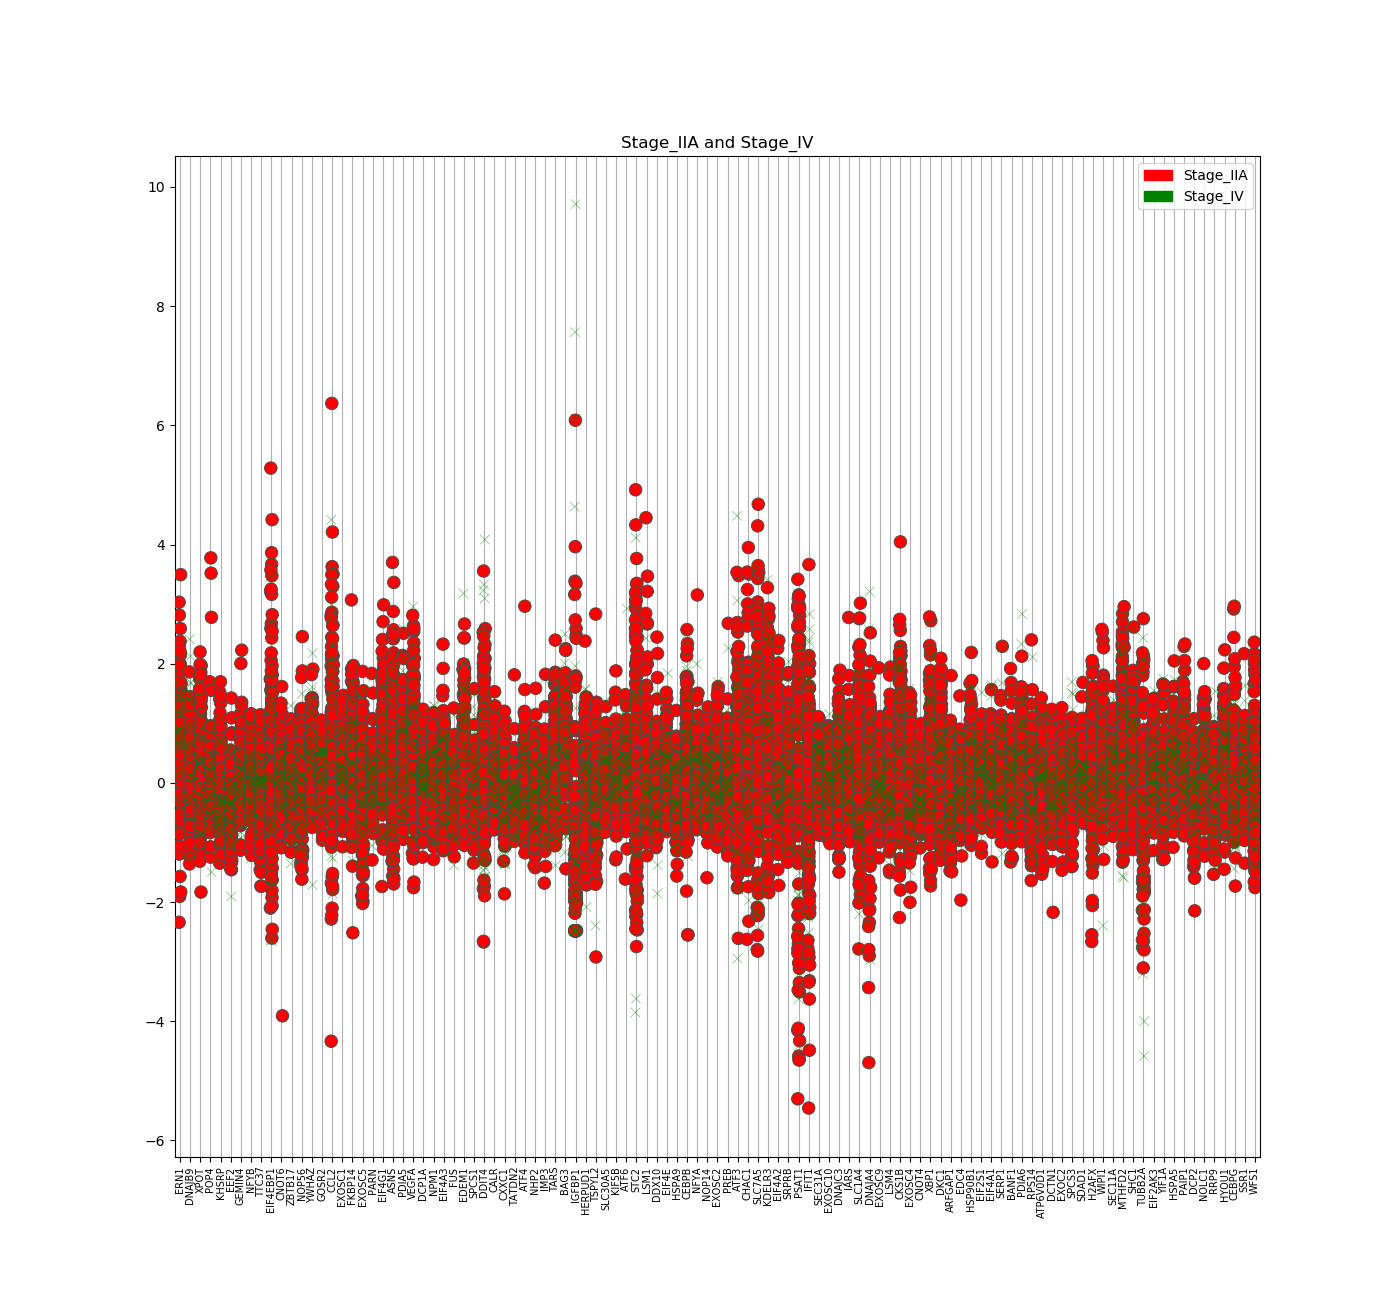 Stage_IIA and Stage_IV
Stage_IIA
Stage_IV
10
8
6
4
2
0
−2
−4
−6
ERN1
DNAJB9
XPOT
POP4
KHSRP
EEF2
GEMIN4
NFYB
TTC37
EIF4EBP1
CNOT6
ZBTB17
NOP56
YWHAZ
GOSR2
CCL2
EXOSC1
FKBP14
EXOSC5
PARN
EIF4G1
ASNS
PDIA5
VEGFA
DCP1A
NPM1
EIF4A3
FUS
EDEM1
SPCS1
DDIT4
CALR
CXXC1
TATDN2
ATF4
NHP2
IMP3
TARS
BAG3
IGFBP1
HERPUD1
TSPYL2
SLC30A5
KIF5B
ATF6
STC2
LSM1
DDX10
EIF4E
HSPA9
CEBPB
NFYA
NOP14
EXOSC2
PREB
ATF3
CHAC1
SLC7A5
KDELR3
EIF4A2
SRPRB
PSAT1
IFIT1
SEC31A
EXOSC10
DNAJC3
IARS
SLC1A4
DNAJA4
EXOSC9
LSM4
CKS1B
EXOSC4
CNOT4
XBP1
DKC1
ARFGAP1
EDC4
HSP90B1
EIF2S1
EIF4A1
SERP1
BANF1
PDIA6
RPS14
ATP6V0D1
DCTN1
EXOC2
SPCS3
SDAD1
H2AFX
WIPI1
SEC11A
MTHFD2
SHC1
TUBB2A
EIF2AK3
YIF1A
HSPA5
PAIP1
DCP2
NOLC1
RRP9
HYOU1
CEBPG
SSR1
WFS1